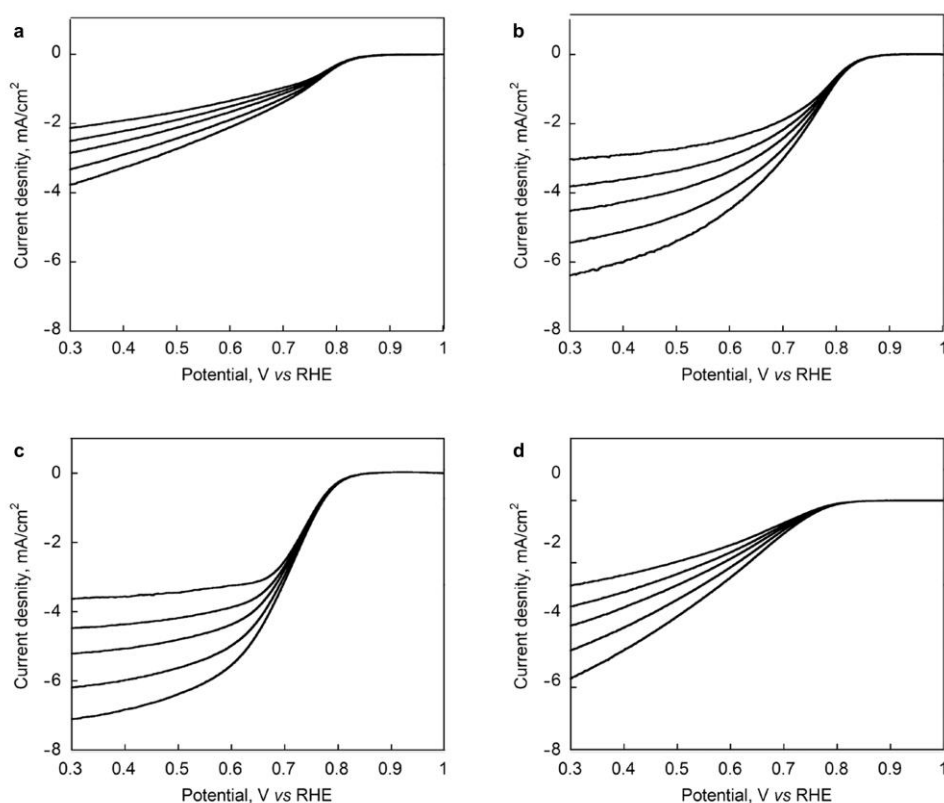 a
0
-2
-4
-6
-8
Current desnity, mA/cm²
0.3 0.4 0.5 0.6 0.7 0.8 0.9 1
Potential, V vs RHE
b
0
-2
-4
-6
-8
Current desnity, mA/cm²
0.3 0.4 0.5 0.6 0.7 0.8 0.9 1
Potential, V vs RHE
c
0
-2
-4
-6
-8
Current desnity, mA/cm²
0.3 0.4 0.5 0.6 0.7 0.8 0.9 1
Potential, V vs RHE
d
0
-2
-4
-6
-8
Current desnity, mA/cm²
0.3 0.4 0.5 0.6 0.7 0.8 0.9 1
Potential, V vs RHE